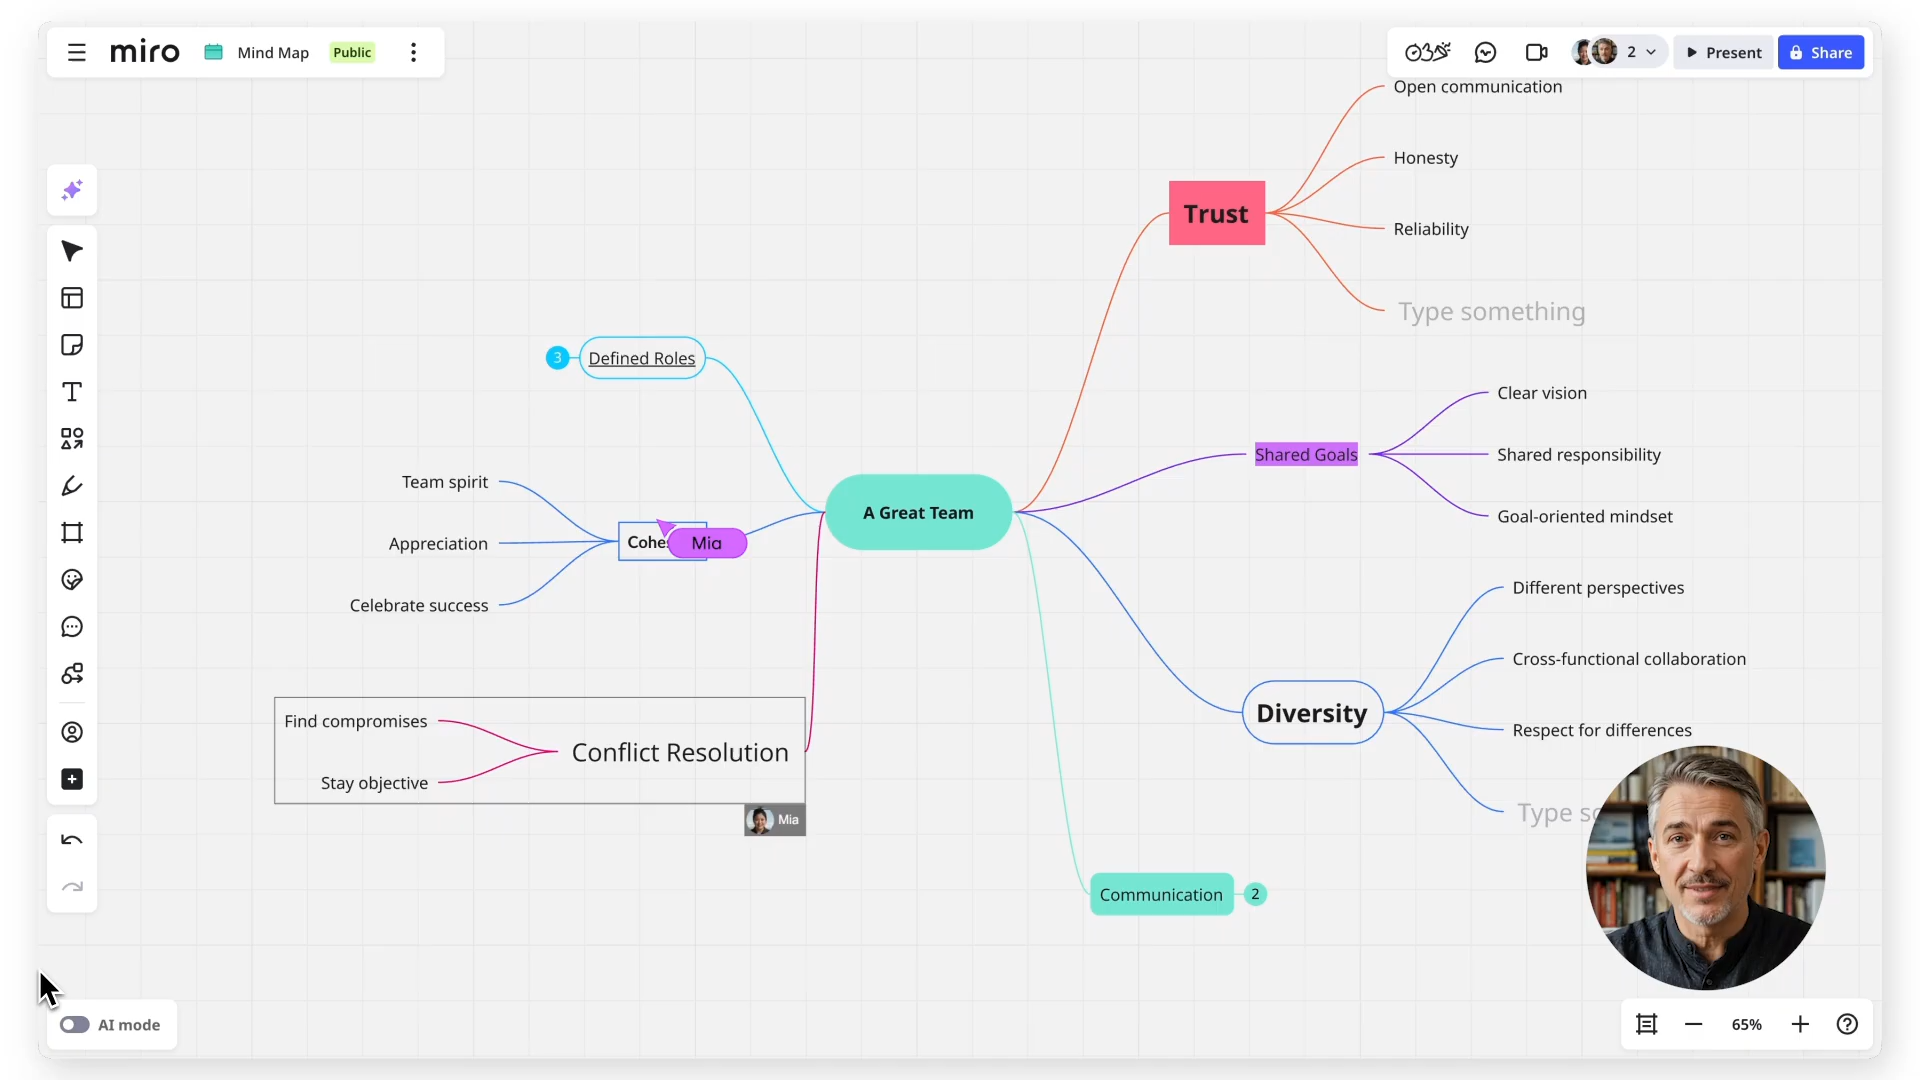 miro
Mind Map
Public
2
Present
Share
Open communication
Honesty
Trust
Reliability
Type something
3
Defined Roles
Clear vision
Shared Goals
Shared responsibility
Goal-oriented mindset
Team spirit
A Great Team
Appreciation
Mia
Celebrate success
Different perspectives
Cross-functional collaboration
Diversity
Respect for differences
Find compromises
Conflict Resolution
Stay objective
Mia
Type
Communication
2
AI mode
65%